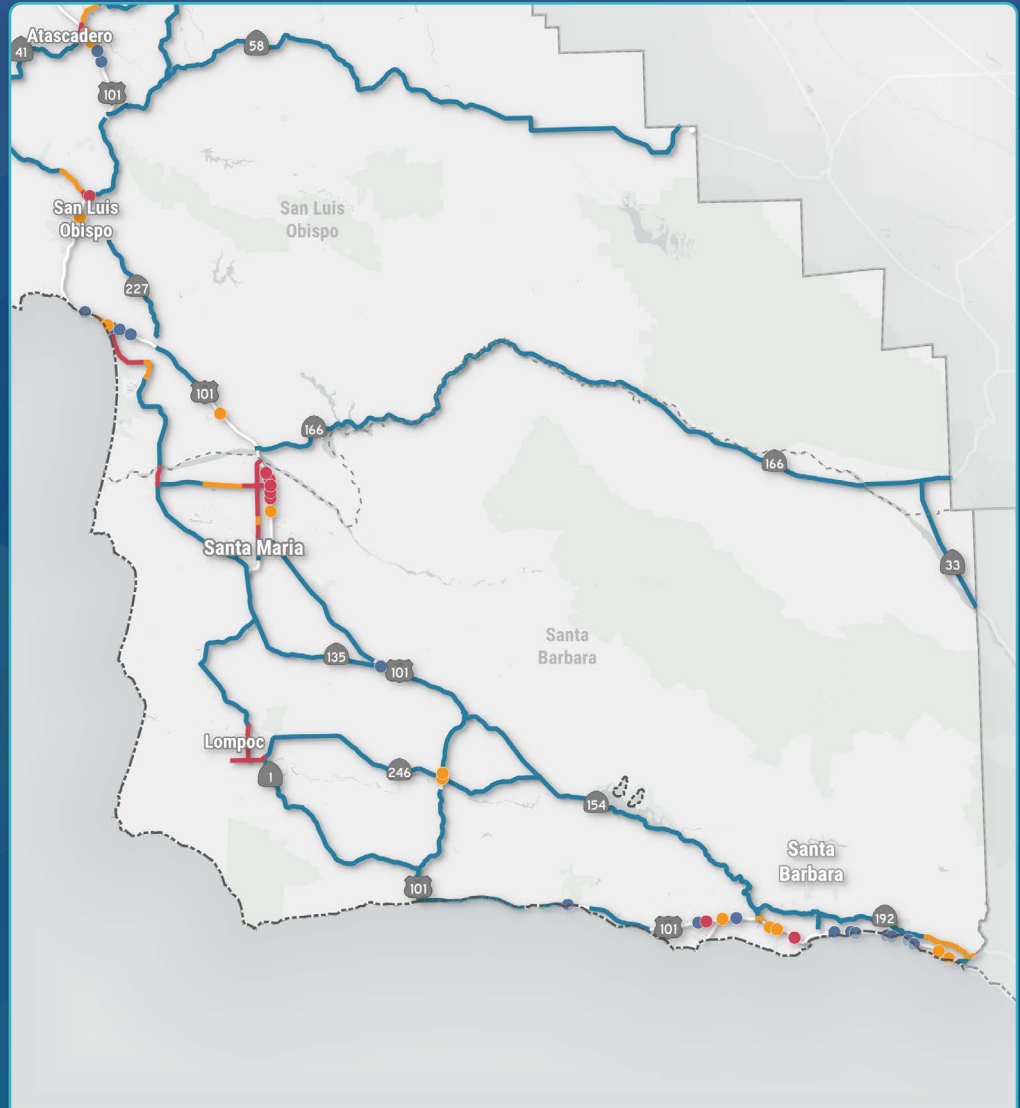 Atascadero
41
58
101
San Luis
Obispo
San Luis
Obispo
227
101
166
166
Santa Maria
33
Santa
Barbara
135
101
Lompoc
1
246
154
Santa
Barbara
101
101
192